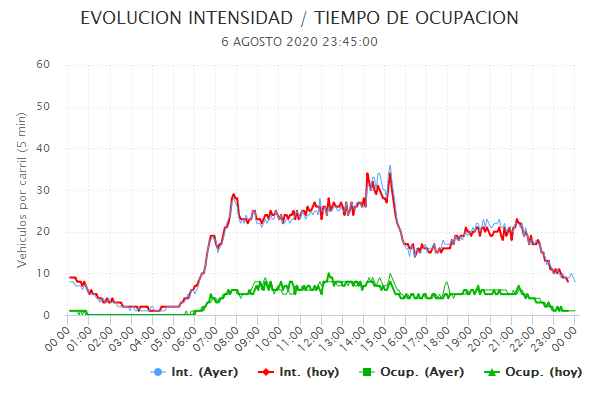 EVOLUCION INTENSIDAD / TIEMPO DE OCUPACION
6 AGOSTO 2020 23:45:00
Vehiculos por carril (5 min)
60
50
40
30
20
10
0
00:00 01:00 02:00 03:00 04:00 05:00 06:00 07:00 08:00 09:00 10:00 11:00 12:00 13:00 14:00 15:00 16:00 17:00 18:00 19:00 20:00 21:00 22:00 23:00 00:00
Int. (Ayer) Int. (hoy) Ocup. (Ayer) Ocup. (hoy)